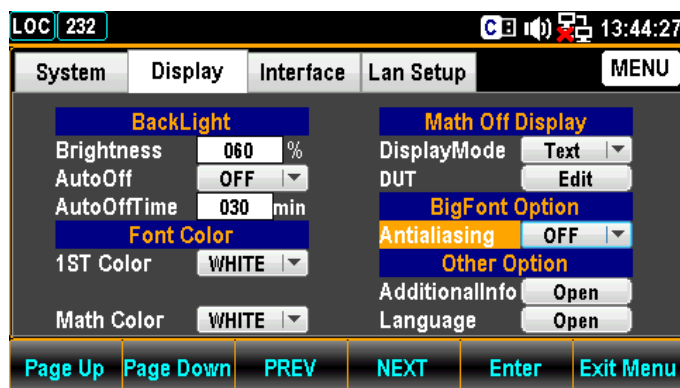 LOC 232 C 13:44:27
System Display Interface Lan Setup MENU
BackLight
Brightness 060 %
AutoOff OFF
AutoOffTime 030 min
Font Color
1ST Color WHITE
Math Color WHITE
Math Off Display
DisplayMode Text
DUT Edit
BigFont Option
Antialiasing OFF
Other Option
AdditionalInfo Open
Language Open
Page Up Page Down PREV NEXT Enter Exit Menu